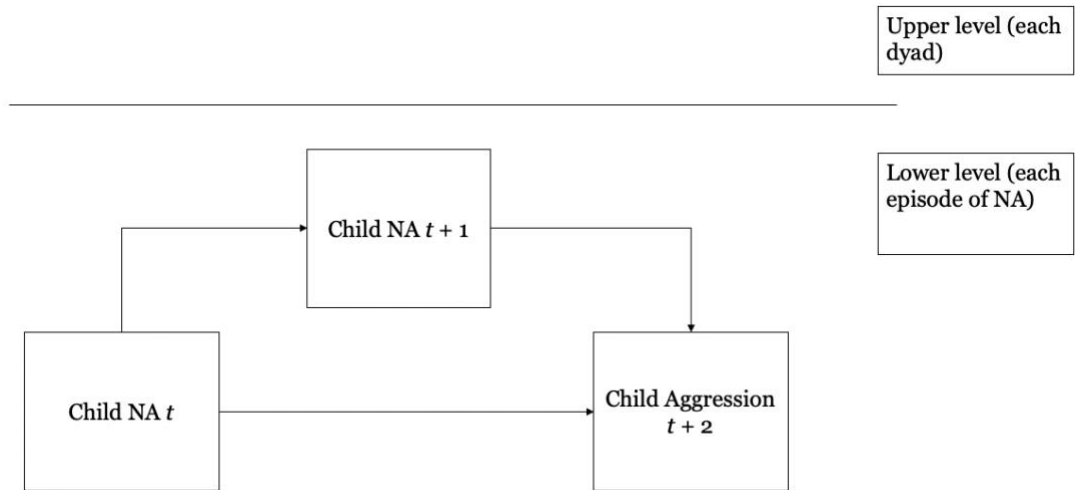 Upper level (each
dyad)
Lower level (each
episode of NA)
Child NA t + 1
Child NA t
Child Aggression
t + 2